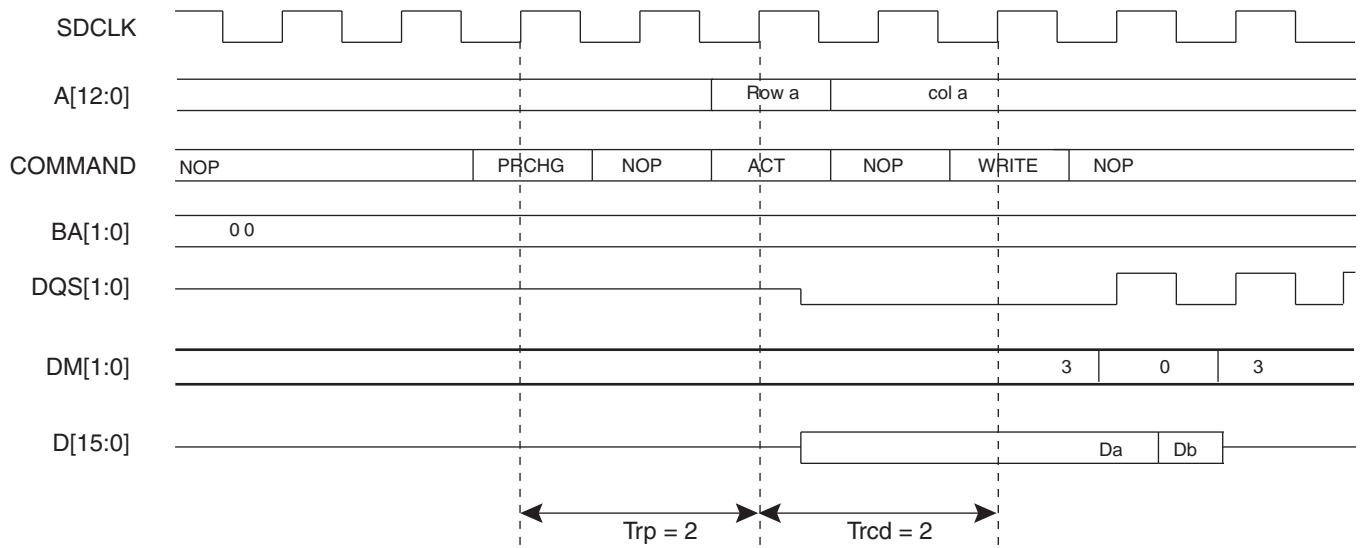 SDCLK
A[12:0] Row a col a
COMMAND NOP PRCHG NOP ACT NOP WRITE NOP
BA[1:0] 0 0
DQS[1:0]
DM[1:0] 3 0 3
D[15:0] Da Db
Trp = 2 Trcd = 2